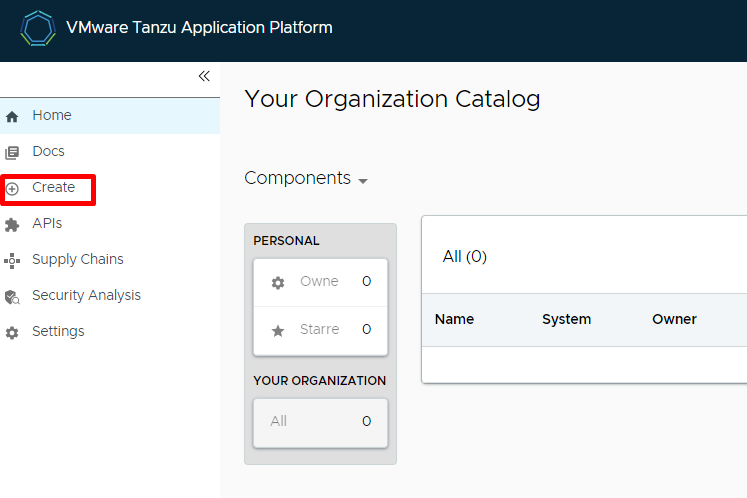 VMware Tanzu Application Platform
Home
Docs
Create
APIs
Supply Chains
Security Analysis
Settings
Your Organization Catalog
Components
PERSONAL
Owne 0
Starre 0
YOUR ORGANIZATION
All 0
All (0)
Name System Owner